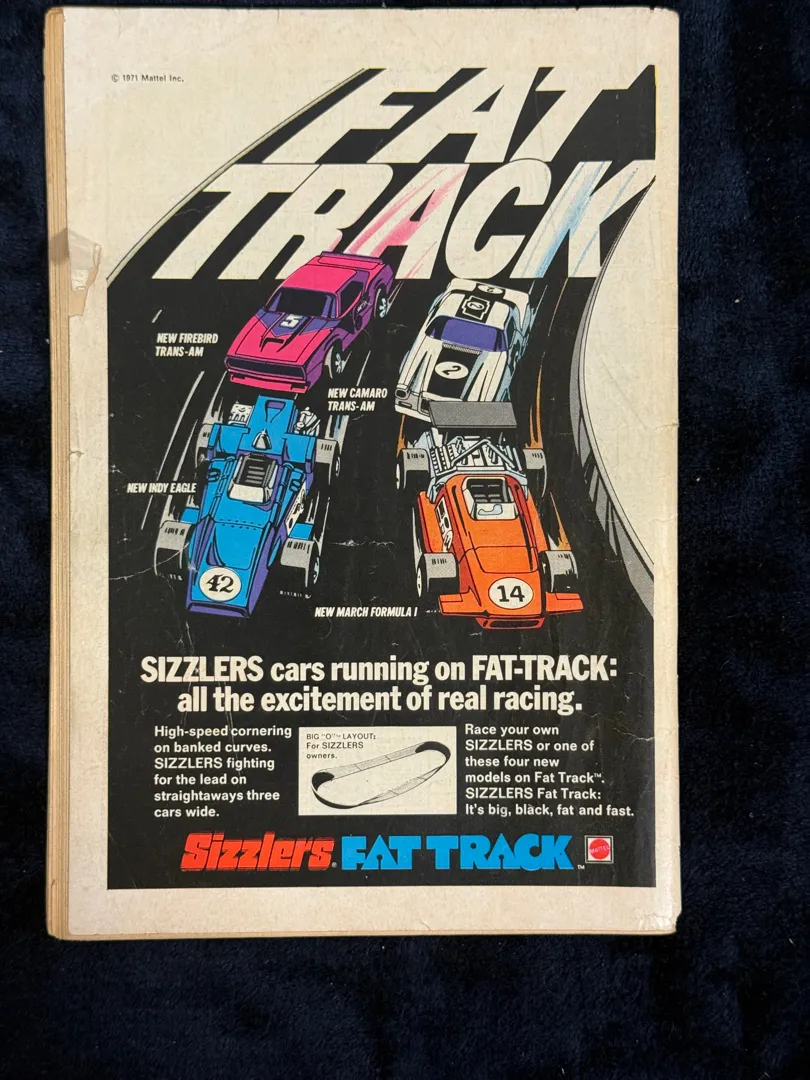 © 1971 Mattel Inc.
FAT
TRACK
5
2
2
NEW FIREBIRD
TRANS-AM
NEW CAMARO
TRANS-AM
2
NEW INDY EAGLE
42
14
NEW MARCH FORMULA I
SIZZLERS cars running on FAT-TRACK:
all the excitement of real racing.
High-speed cornering
on banked curves.
SIZZLERS fighting
for the lead on
straightaways three
cars wide.
BIG "O"™ LAYOUT:
For SIZZLERS
owners.
Race your own
SIZZLERS or one of
these four new
models on Fat Track™.
SIZZLERS Fat Track:
It's big, black, fat and fast.
Sizzlers® FAT TRACK™
MATTEL